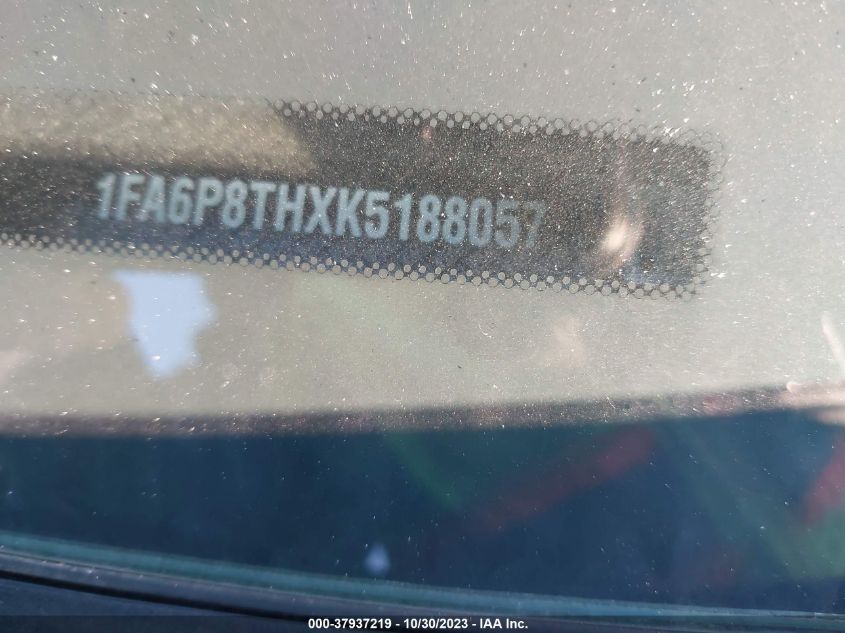 1FA6P8THXK5188057
000-37937219 - 10/30/2023 - IAA Inc.